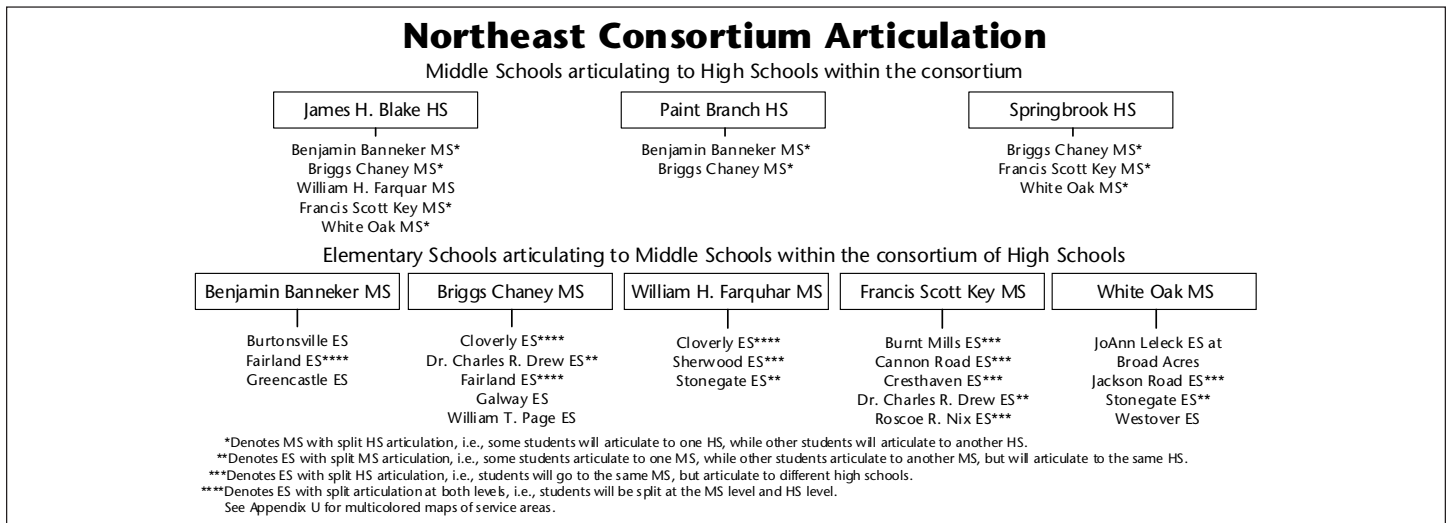 Northeast Consortium Articulation
Middle Schools articulating to High Schools within the consortium
James H. Blake HS
Benjamin Banneker MS*
Briggs Chaney MS*
William H. Farquar MS
Francis Scott Key MS*
White Oak MS*
Paint Branch HS
Benjamin Banneker MS*
Briggs Chaney MS*
Springbrook HS
Briggs Chaney MS*
Francis Scott Key MS*
White Oak MS*
Elementary Schools articulating to Middle Schools within the consortium of High Schools
Benjamin Banneker MS
Burtonsville ES
Fairland ES****
Greencastle ES
Briggs Chaney MS
Cloverly ES****
Dr. Charles R. Drew ES**
Fairland ES****
Galway ES
William T. Page ES
William H. Farquhar MS
Cloverly ES****
Sherwood ES***
Stonegate ES**
Francis Scott Key MS
Burnt Mills ES***
Cannon Road ES***
Cresthaven ES***
Dr. Charles R. Drew ES**
Roscoe R. Nix ES***
White Oak MS
JoAnn Leleck ES at
Broad Acres
Jackson Road ES***
Stonegate ES**
Westover ES
*Denotes MS with split HS articulation, i.e., some students will articulate to one HS, while other students will articulate to another HS.
**Denotes ES with split MS articulation, i.e., some students articulate to one MS, while other students articulate to another MS, but will articulate to the same HS.
***Denotes ES with split HS articulation, i.e., students will go to the same MS, but articulate to different high schools.
****Denotes ES with split articulation at both levels, i.e., students will be split at the MS level and HS level.
See Appendix U for multicolored maps of service areas.